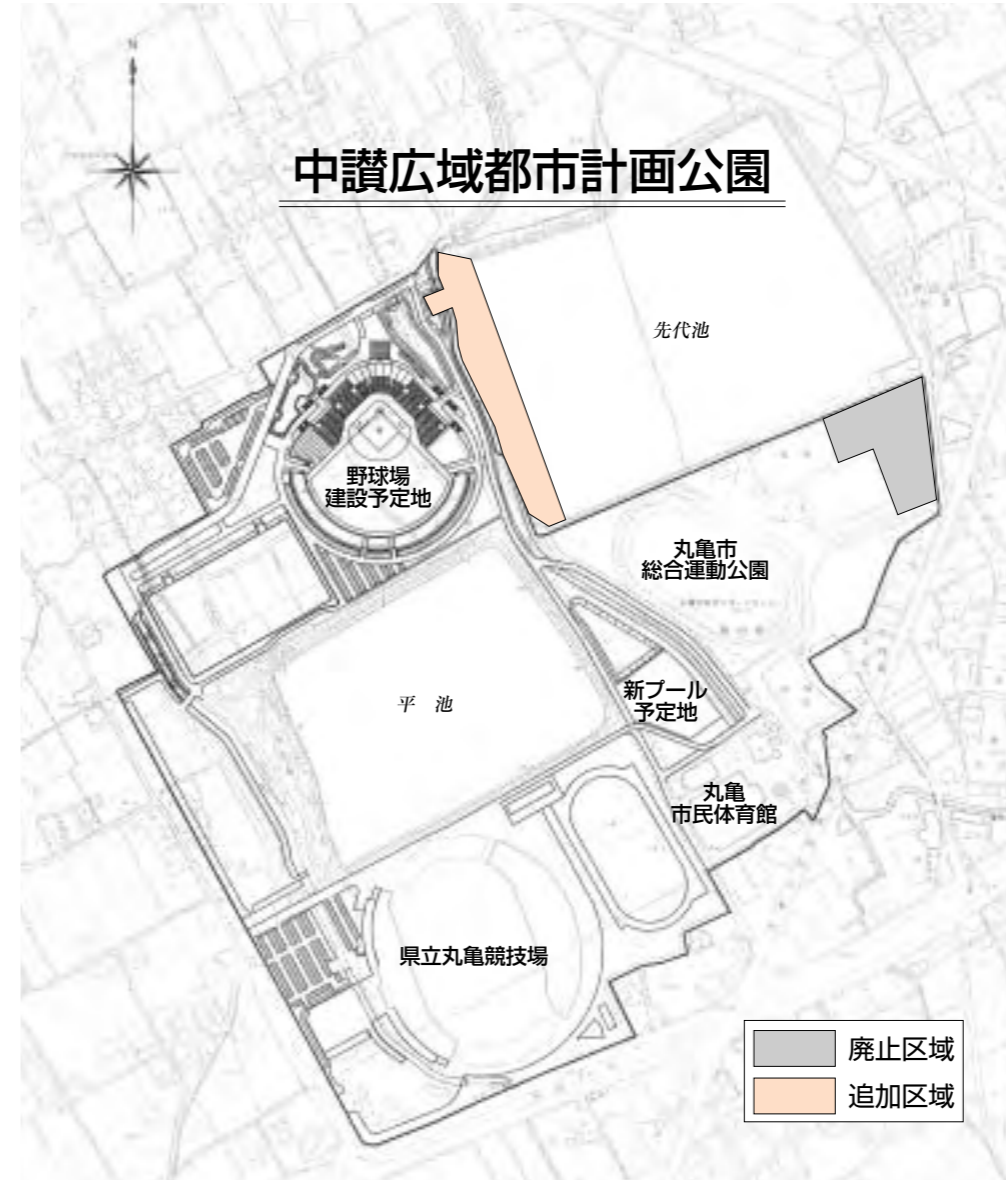 N
中讃広域都市計画公園
先代池
野球場
建設予定地
丸亀市
総合運動公園
平 池
新プール
予定地
丸亀
市民体育館
県立丸亀競技場
廃止区域
追加区域